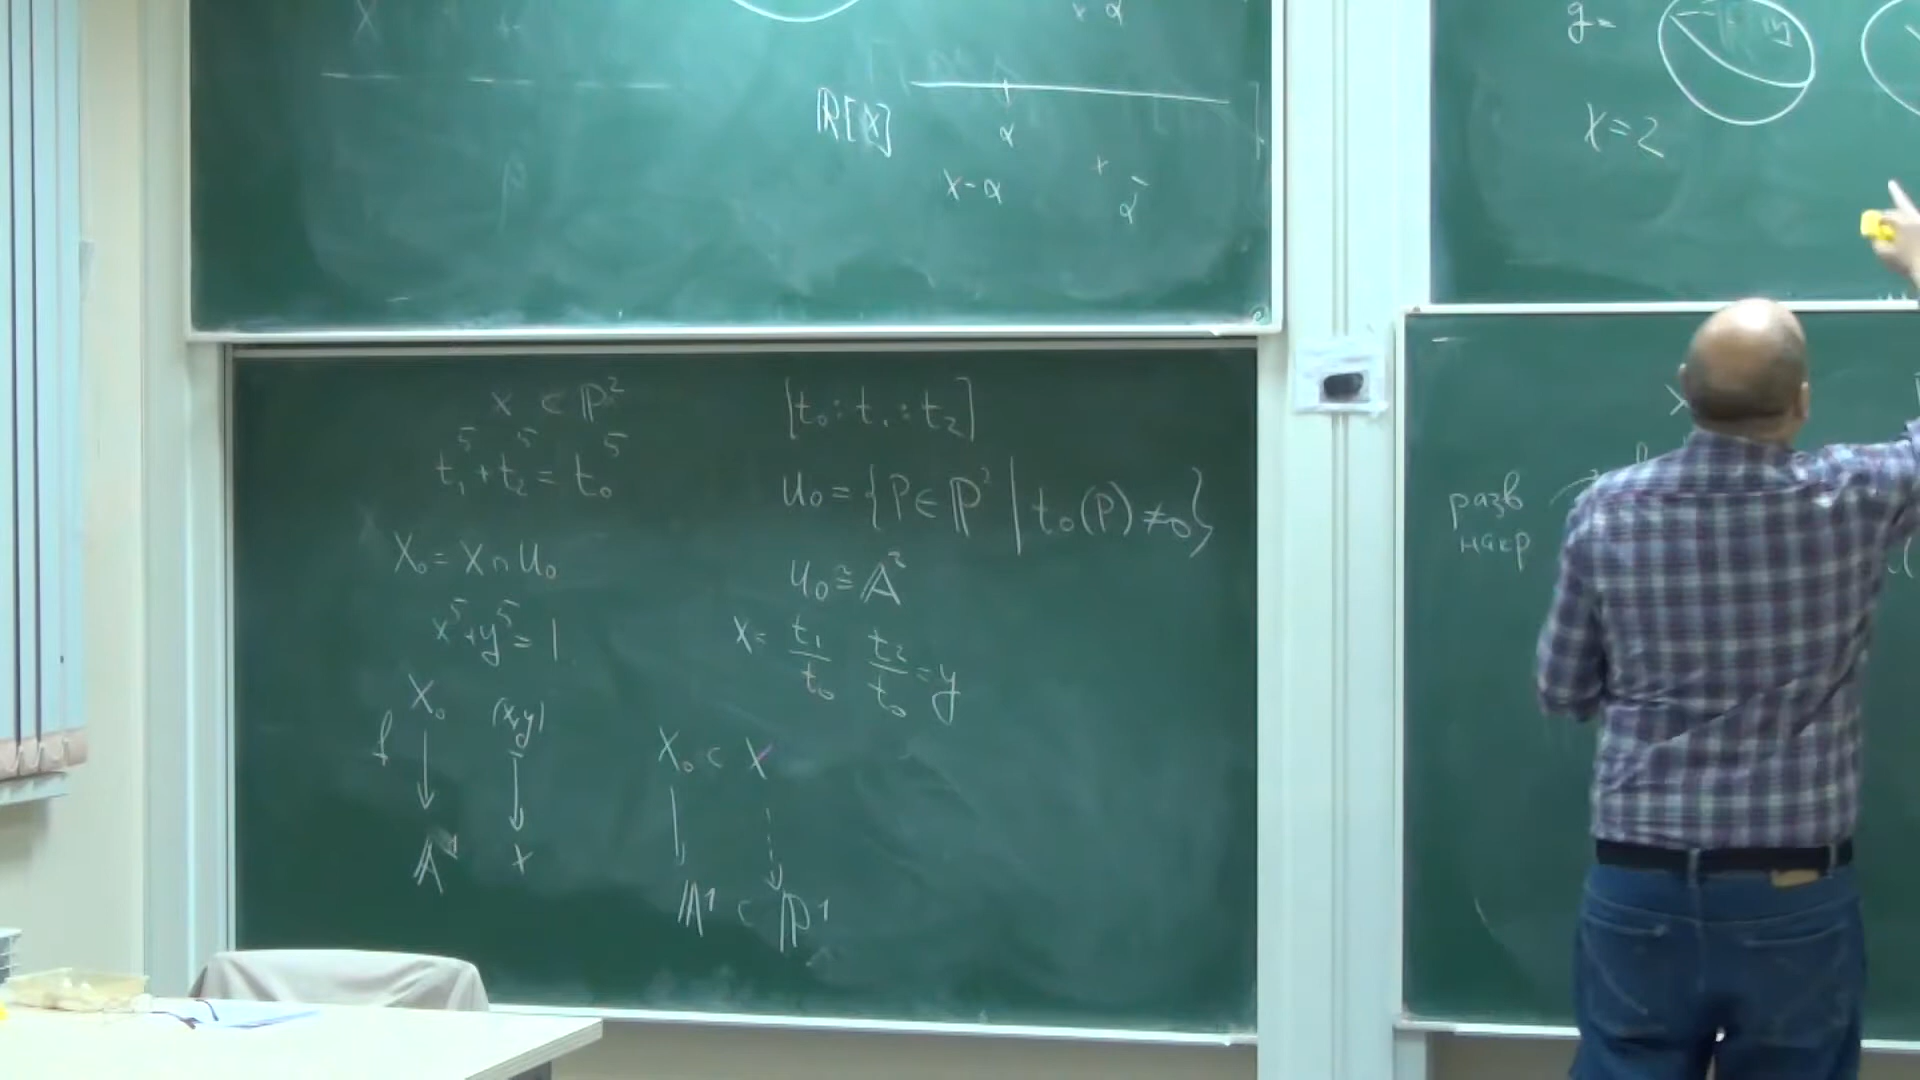 X
x α
ℝ[X]
α
x-α
+ -
α
β
g=
χ=2
X ⊂ ℙ²
t₁⁵+t₂⁵ = t₀⁵
X₀ = X∩U₀
x⁵+y⁵=1
X₀ (x,y)
f
𝔸¹ x
[t₀:t₁:t₂]
U₀={P∈ℙ² | t₀(P)≠0}
U₀≅𝔸²
x= t₁/t₀ t₂/t₀ =y
X₀ ⊂ X
𝔸¹ ⊂ ℙ¹
X
разв
накр